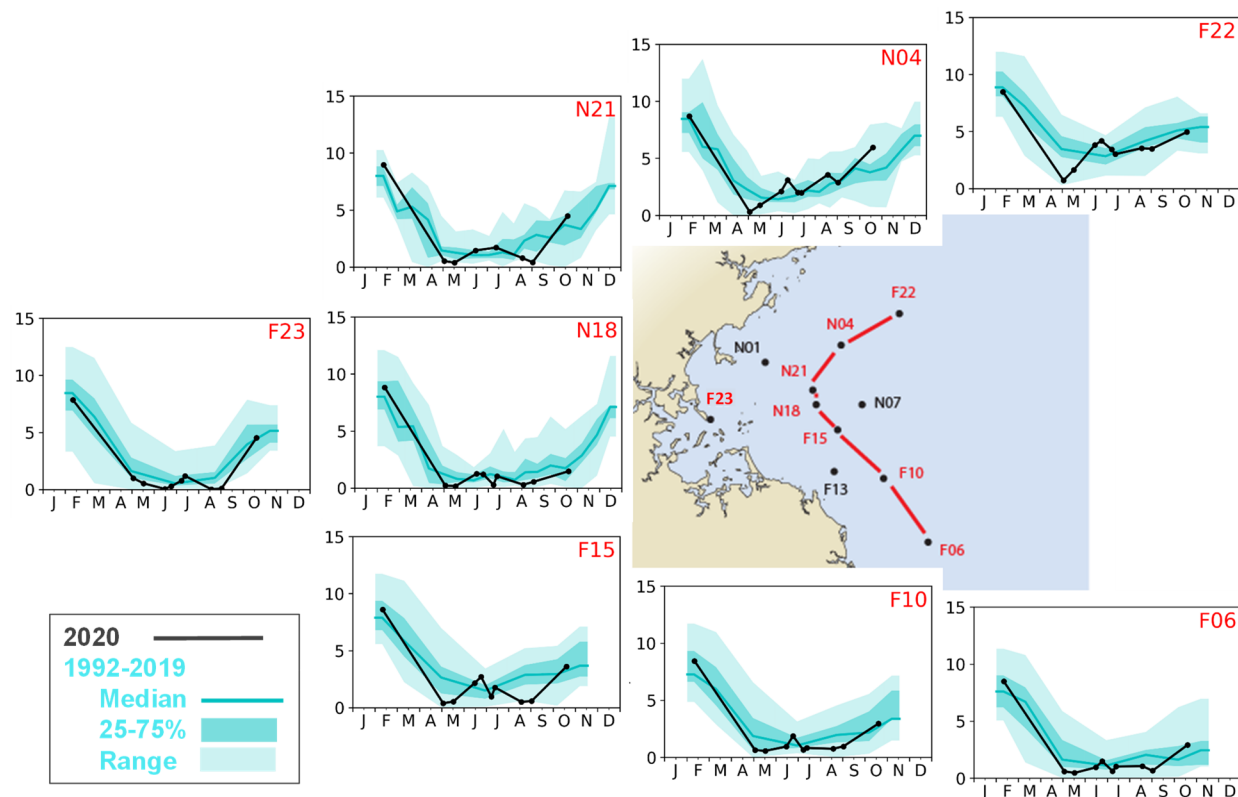 F22
15
10
5
0
J F M A M J J A S O N D
N04
15
10
5
0
J F M A M J J A S O N D
N21
15
10
5
0
J F M A M J J A S O N D
F23
15
10
5
0
J F M A M J J A S O N D
N18
15
10
5
0
J F M A M J J A S O N D
F22
N04
N01
N21
F23
N18
N07
F15
F10
F13
F06
F15
15
10
5
0
J F M A M J J A S O N D
F10
15
10
5
0
J F M A M J J A S O N D
F06
15
10
5
0
J F M A M J J A S O N D
2020
1992-2019
Median
25-75%
Range